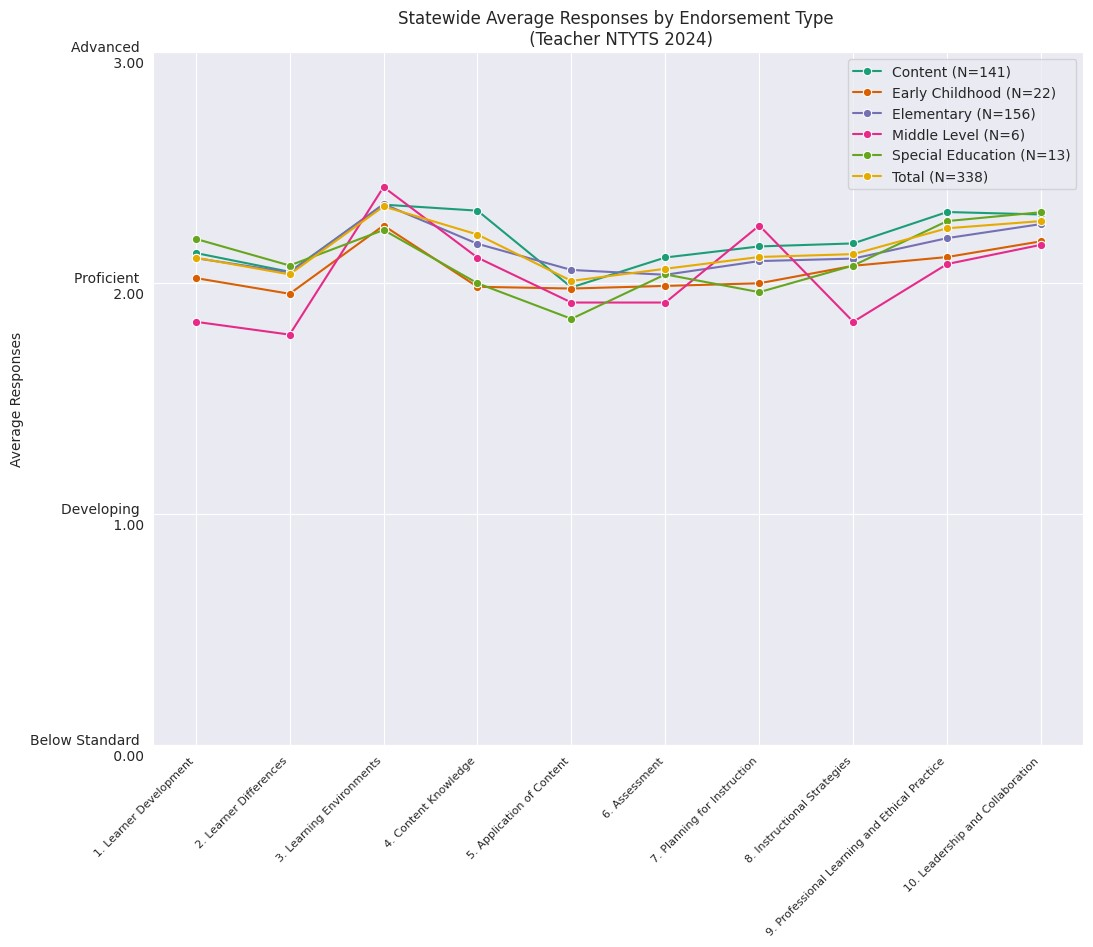 Statewide Average Responses by Endorsement Type
(Teacher NTYTS 2024)
Advanced
3.00
Proficient
2.00
Developing
1.00
Below Standard
0.00
Average Responses
Content (N=141)
Early Childhood (N=22)
Elementary (N=156)
Middle Level (N=6)
Special Education (N=13)
Total (N=338)
1. Learner Development
2. Learner Differences
3. Learning Environments
4. Content Knowledge
5. Application of Content
6. Assessment
7. Planning for Instruction
8. Instructional Strategies
9. Professional Learning and Ethical Practice
10. Leadership and Collaboration